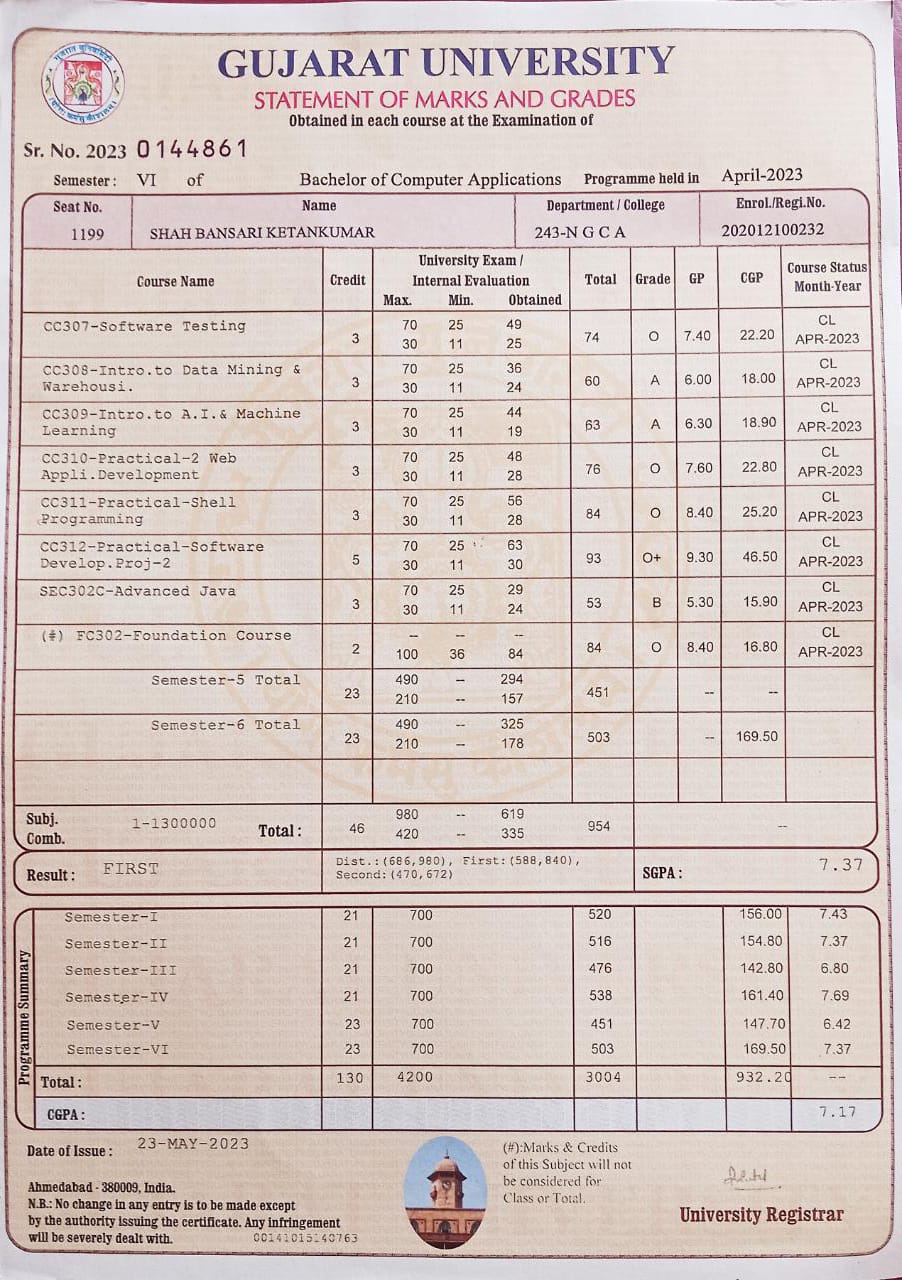 GUJARAT UNIVERSITY
STATEMENT OF MARKS AND GRADES
Obtained in each course at the Examination of
Sr. No. 2023 0144861
Semester : VI of Bachelor of Computer Applications Programme held in April-2023
Seat No. Name Department / College Enrol./Regi.No.
1199 SHAH BANSARI KETANKUMAR 243-N G C A 202012100232
Course Name Credit University Exam / Internal Evaluation Total Grade GP CGP Course Status Month-Year
Max. Min. Obtained
CC307-Software Testing 3 70 25 49 74 O 7.40 22.20 CL
30 11 25 APR-2023
CC308-Intro.to Data Mining & 3 70 25 36 60 A 6.00 18.00 CL
Warehousi. 30 11 24 APR-2023
CC309-Intro.to A.I.& Machine 3 70 25 44 63 A 6.30 18.90 CL
Learning 30 11 19 APR-2023
CC310-Practical-2 Web 3 70 25 48 76 O 7.60 22.80 CL
Appli.Development 30 11 28 APR-2023
CC311-Practical-Shell 3 70 25 56 84 O 8.40 25.20 CL
Programming 30 11 28 APR-2023
CC312-Practical-Software 5 70 25 63 93 O+ 9.30 46.50 CL
Develop.Proj-2 30 11 30 APR-2023
SEC302C-Advanced Java 3 70 25 29 53 B 5.30 15.90 CL
30 11 24 APR-2023
(#) FC302-Foundation Course 2 -- -- -- 84 O 8.40 16.80 CL
100 36 84 APR-2023
Semester-5 Total 23 490 -- 294 451 -- --
210 -- 157
Semester-6 Total 23 490 -- 325 503 -- 169.50
210 -- 178
Subj. Comb. 1-1300000 Total : 46 980 -- 619 954 --
420 -- 335
Result : FIRST Dist.:(686,980), First:(588,840), SGPA : 7.37
Second:(470,672)
Programme Summary
Semester-I 21 700 520 156.00 7.43
Semester-II 21 700 516 154.80 7.37
Semester-III 21 700 476 142.80 6.80
Semester-IV 21 700 538 161.40 7.69
Semester-V 23 700 451 147.70 6.42
Semester-VI 23 700 503 169.50 7.37
Total : 130 4200 3004 932.20 --
CGPA : 7.17
Date of Issue : 23-MAY-2023
(#):Marks & Credits
of this Subject will not
be considered for
Class or Total.
Ahmedabad - 380009, India.
N.B.: No change in any entry is to be made except
by the authority issuing the certificate. Any infringement
will be severely dealt with. 00141015140763
University Registrar